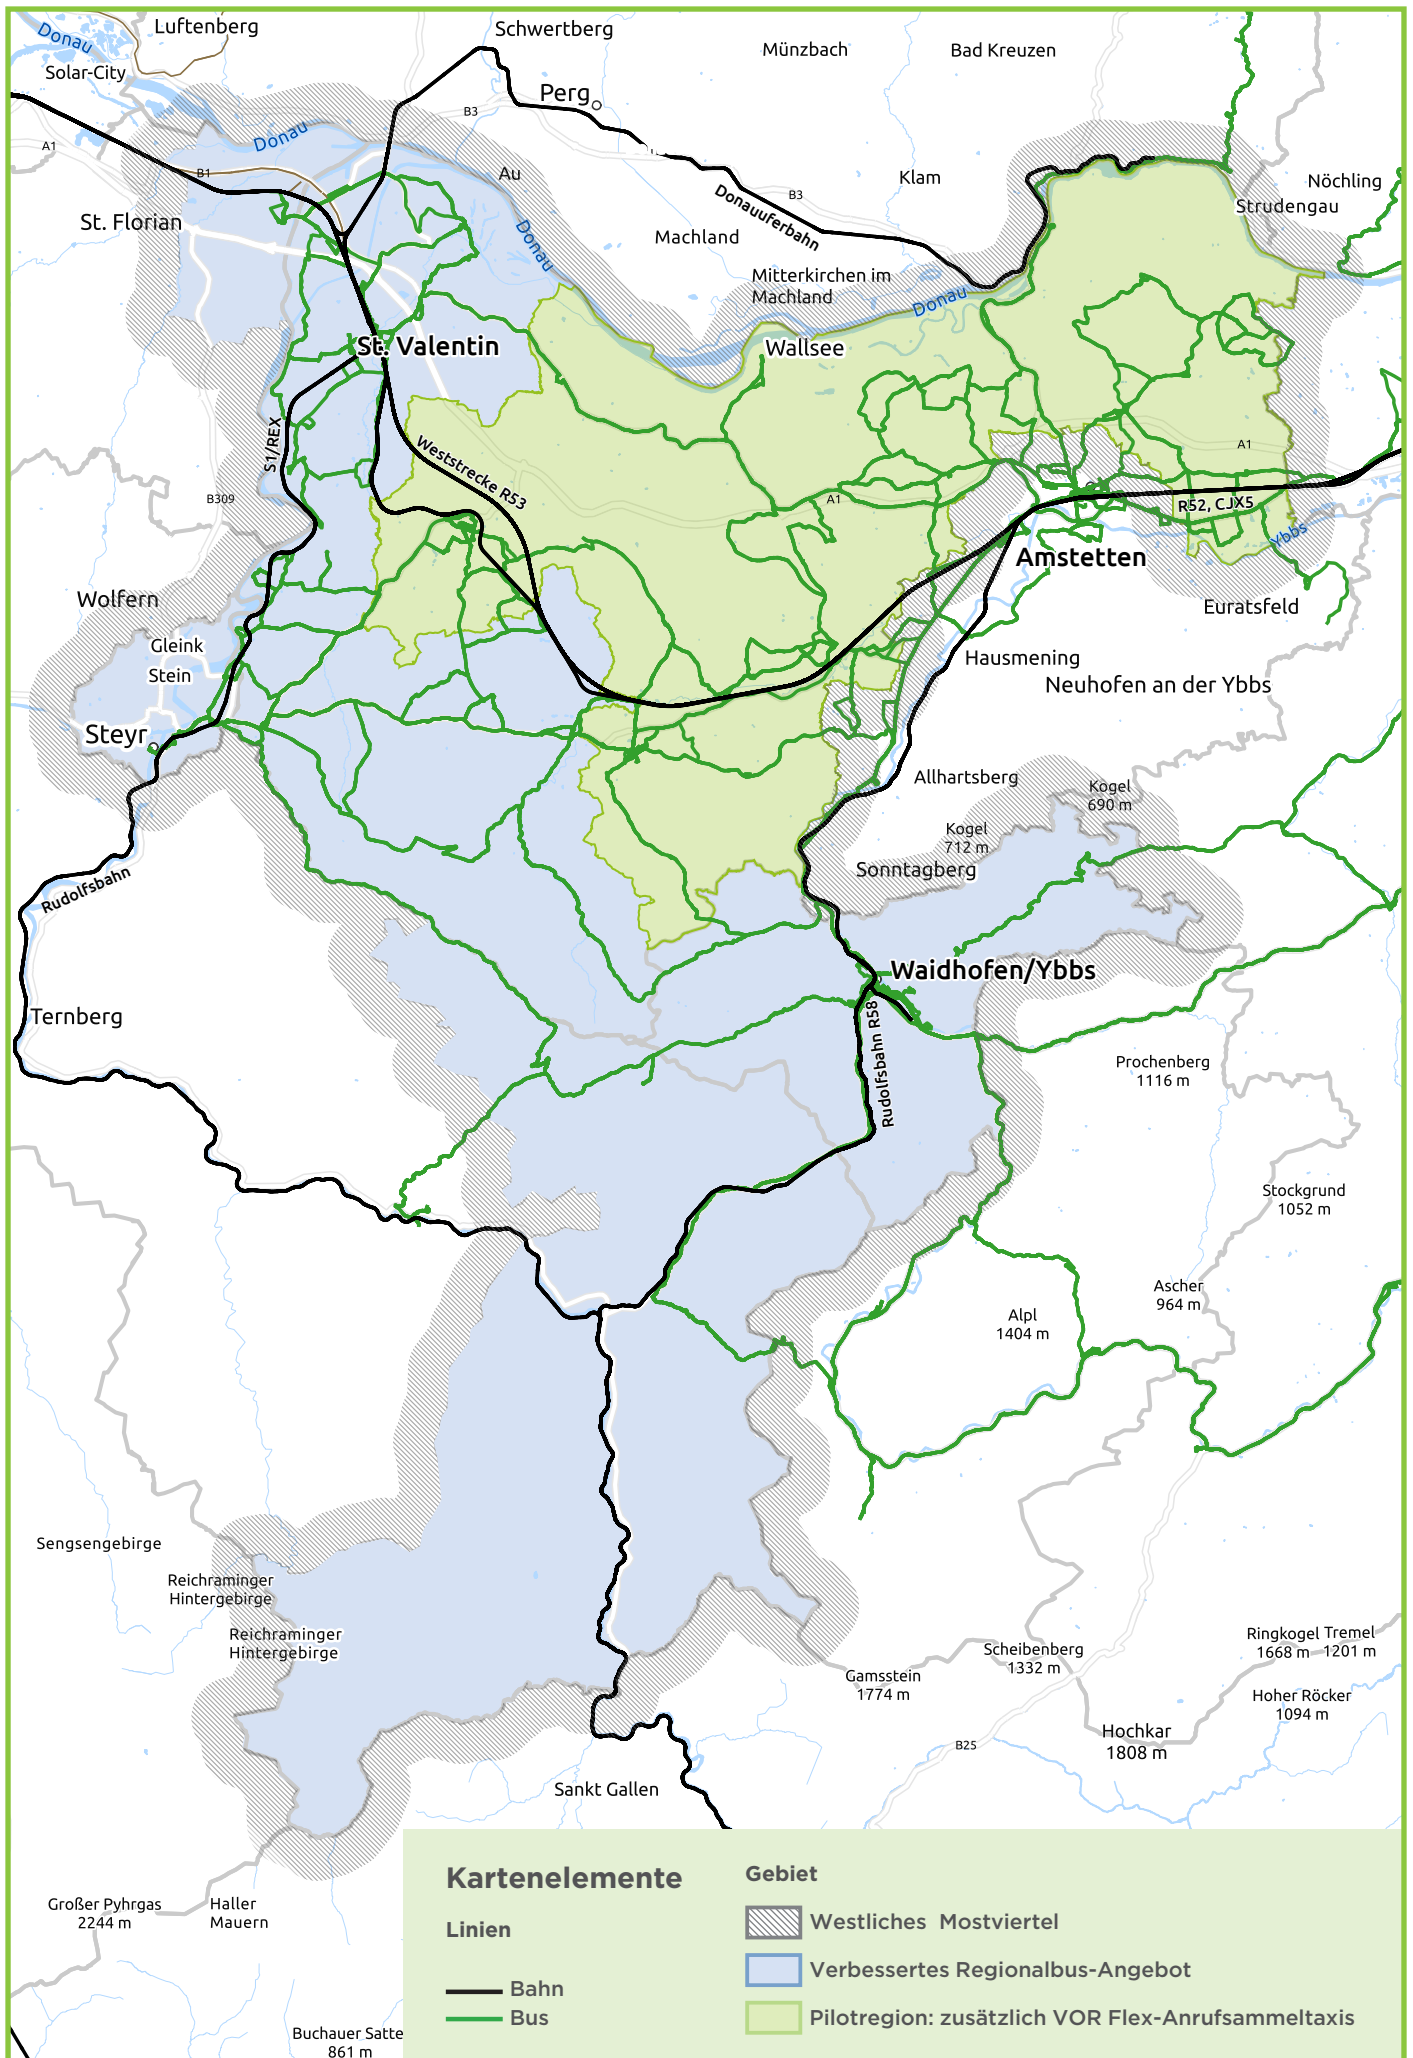 Luftenberg
Schwertberg
Donau
Münzbach
Bad Kreuzen
Solar-City
Perg
B3
A1
Donau
B1
Au
Klam
Nöchling
B3
Donauuferbahn
Strudengau
St. Florian
Machland
Donau
Mitterkirchen im
Machland
Donau
St. Valentin
Wallsee
S1/REX
Weststrecke R53
A1
B309
A1
R52, CJX5
Ybbs
Amstetten
Wolfern
Euratsfeld
Gleink
Hausmening
Stein
Neuhofen an der Ybbs
Steyr
Allhartsberg
Kogel
690 m
Kogel
712 m
Rudolfsbahn
Sonntagberg
Waidhofen/Ybbs
Ternberg
Rudolfsbahn R58
Prochenberg
1116 m
Stockgrund
1052 m
Ascher
964 m
Alpl
1404 m
Sengsengebirge
Reichraminger
Hintergebirge
Reichraminger
Hintergebirge
Scheibenberg
1332 m
Ringkogel
1668 m
Tremel
1201 m
Gamsstein
1774 m
Hoher Röcker
1094 m
Hochkar
1808 m
B25
Sankt Gallen
Großer Pyhrgas
2244 m
Haller
Mauern
Buchauer Satte
861 m
Kartenelemente
Linien
Bahn
Bus
Gebiet
Westliches Mostviertel
Verbessertes Regionalbus-Angebot
Pilotregion: zusätzlich VOR Flex-Anrufsammeltaxis